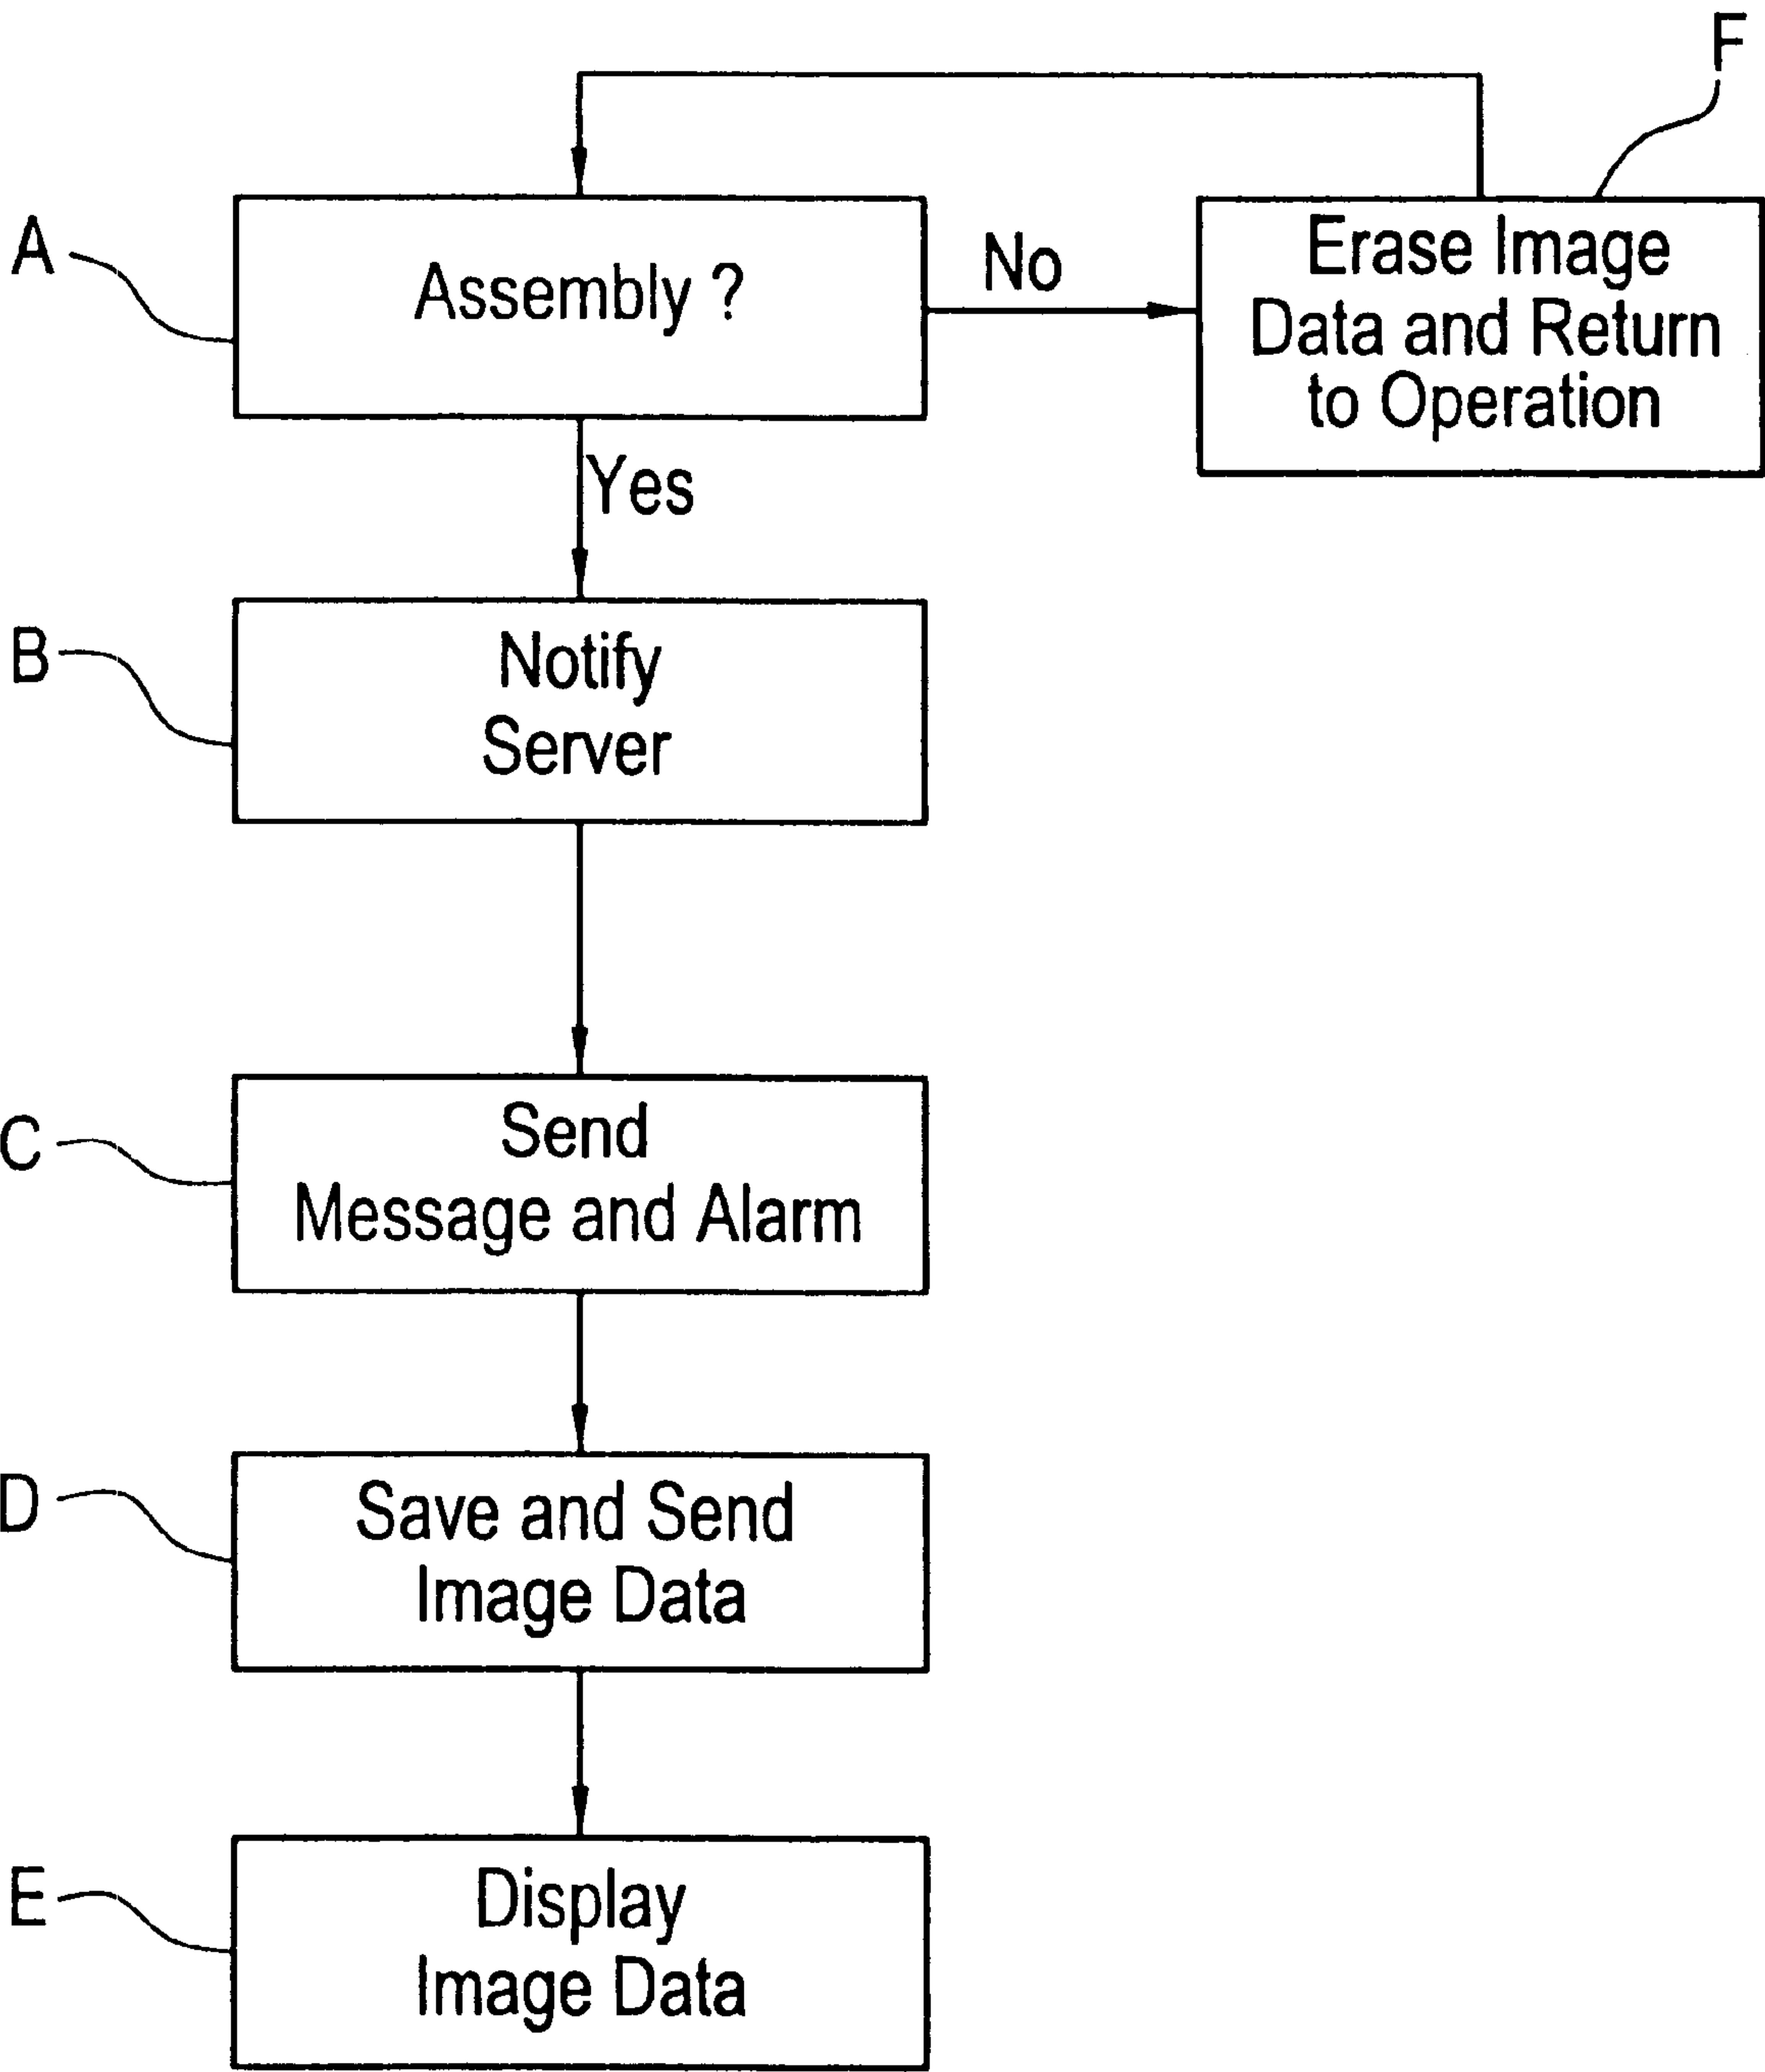 F
A
Assembly ?
No
Erase Image
Data and Return
to Operation
Yes
B
Notify
Server
C
Send
Message and Alarm
D
Save and Send
Image Data
E
Display
Image Data